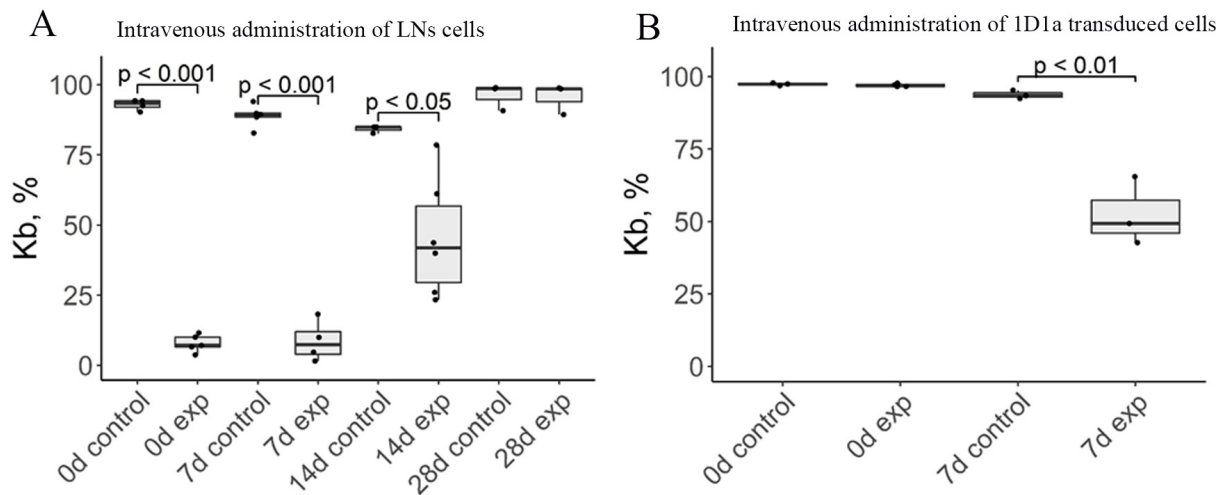 A
Intravenous administration of LNs cells
Kb, %
100
75
50
25
0
p < 0.001
p < 0.001
p < 0.05
0d control
0d exp
7d control
7d exp
14d control
14d exp
28d control
28d exp
B
Intravenous administration of 1D1a transduced cells
Kb, %
100
75
50
25
0
p < 0.01
0d control
0d exp
7d control
7d exp